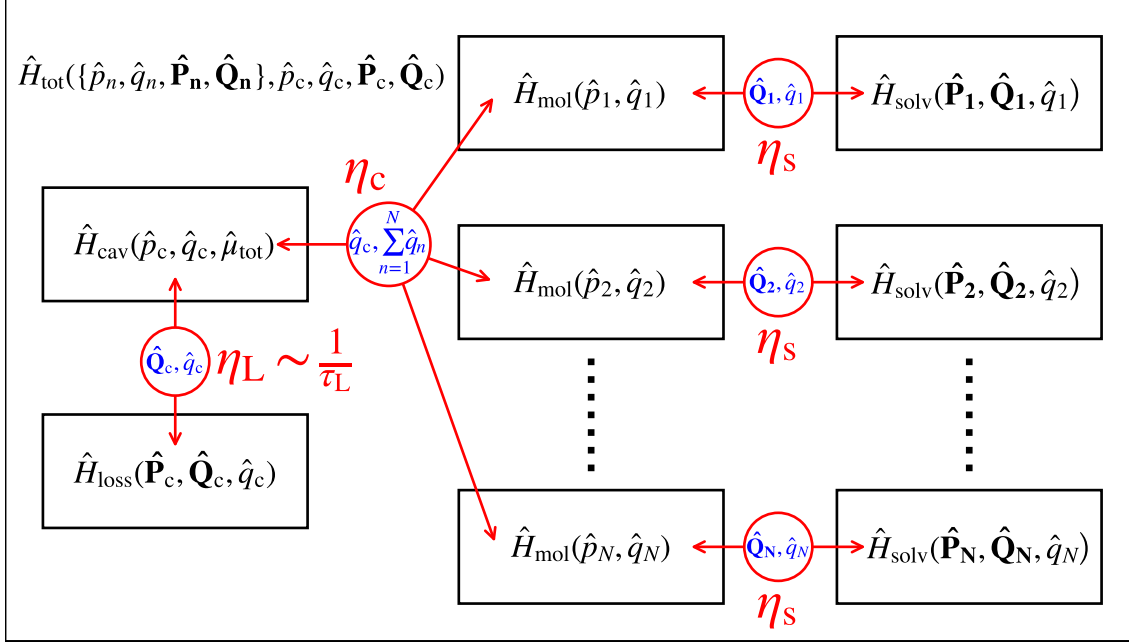 Ĥ_tot({p̂_n, q̂_n, 𝐏̂_𝐧, 𝐐̂_𝐧}, p̂_c, q̂_c, 𝐏̂_c, 𝐐̂_c)
Ĥ_mol(p̂_1, q̂_1)
𝐐̂_𝟏, q̂_1
η_s
Ĥ_solv(𝐏̂_𝟏, 𝐐̂_𝟏, q̂_1)
η_c
q̂_c, ∑_{n=1}^{N} q̂_n
Ĥ_cav(p̂_c, q̂_c, μ̂_tot)
Ĥ_mol(p̂_2, q̂_2)
𝐐̂_𝟐, q̂_2
η_s
Ĥ_solv(𝐏̂_𝟐, 𝐐̂_𝟐, q̂_2)
𝐐̂_c, q̂_c
η_L ∼ 1/τ_L
Ĥ_loss(𝐏̂_c, 𝐐̂_c, q̂_c)
Ĥ_mol(p̂_N, q̂_N)
𝐐̂_𝐍, q̂_N
η_s
Ĥ_solv(𝐏̂_𝐍, 𝐐̂_𝐍, q̂_N)